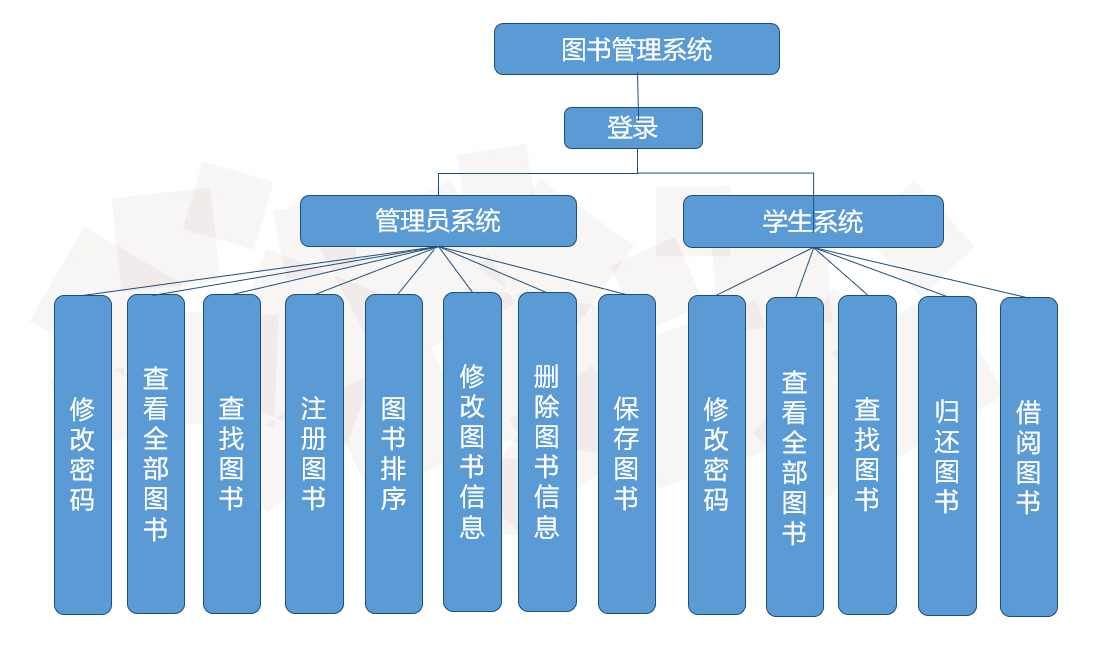 图书管理系统
登录
管理员系统
学生系统
修改密码
查看全部图书
查找图书
注册图书
图书排序
修改图书信息
删除图书信息
保存图书
修改密码
查看全部图书
查找图书
归还图书
借阅图书